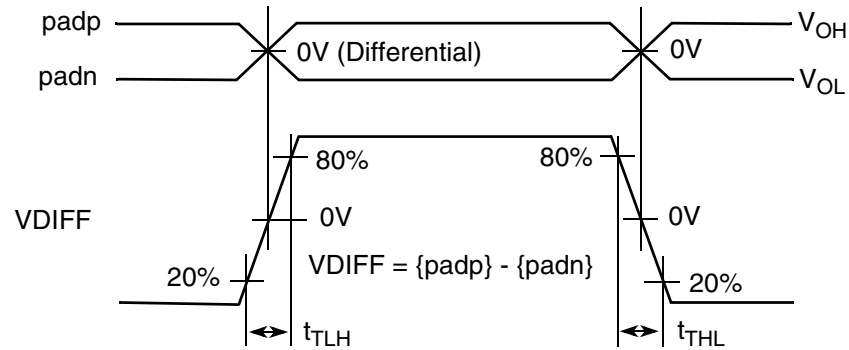 padp
V_OH
0V (Differential)
0V
padn
V_OL
80%
80%
VDIFF
0V
0V
VDIFF = {padp} - {padn}
20%
20%
t_TLH
t_THL